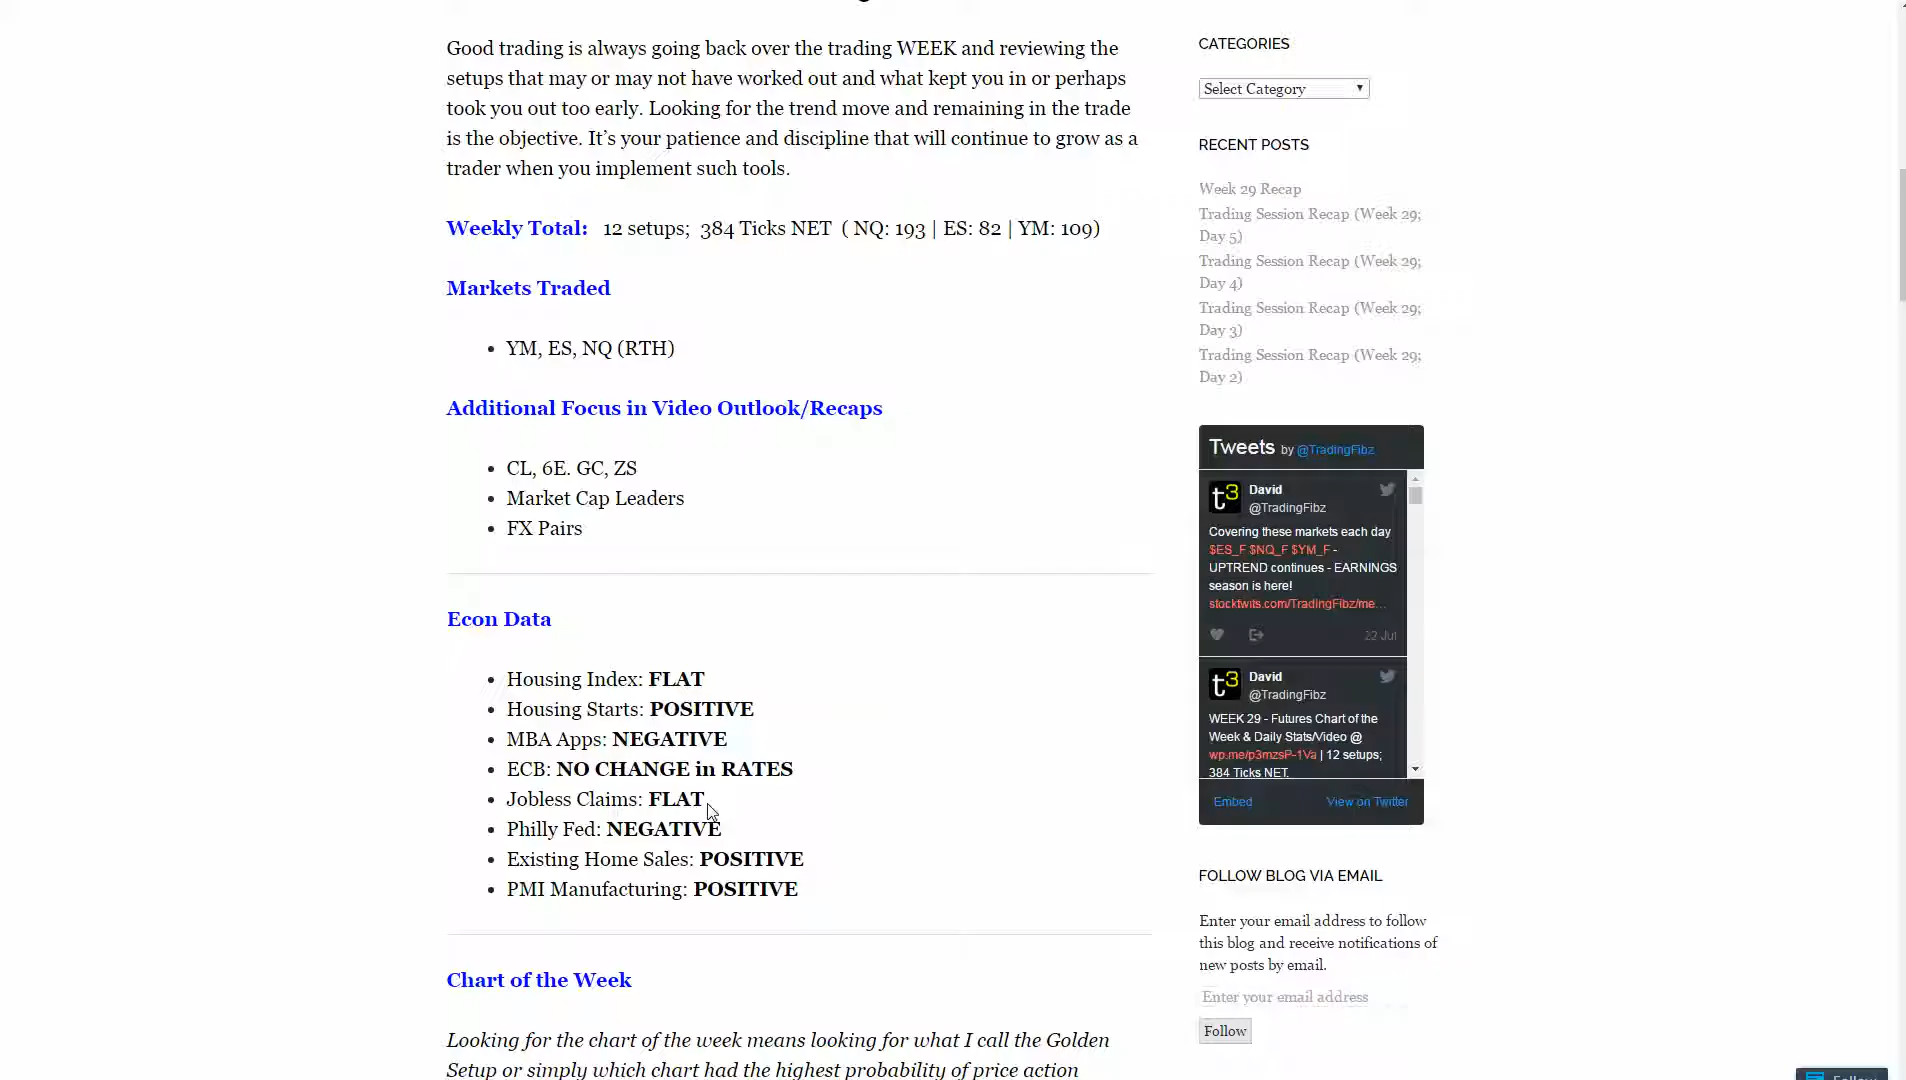 Good trading is always going back over the trading WEEK and reviewing the
setups that may or may not have worked out and what kept you in or perhaps
took you out too early. Looking for the trend move and remaining in the trade
is the objective. It’s your patience and discipline that will continue to grow as a
trader when you implement such tools.
Weekly Total: 12 setups; 384 Ticks NET ( NQ: 193 | ES: 82 | YM: 109)
Markets Traded
YM, ES, NQ (RTH)
Additional Focus in Video Outlook/Recaps
CL, 6E. GC, ZS
Market Cap Leaders
FX Pairs
Econ Data
Housing Index: FLAT
Housing Starts: POSITIVE
MBA Apps: NEGATIVE
ECB: NO CHANGE in RATES
Jobless Claims: FLAT
Philly Fed: NEGATIVE
Existing Home Sales: POSITIVE
PMI Manufacturing: POSITIVE
Chart of the Week
Looking for the chart of the week means looking for what I call the Golden
Setup or simply which chart had the highest probability of price action
CATEGORIES
Select Category
RECENT POSTS
Week 29 Recap
Trading Session Recap (Week 29;
Day 5)
Trading Session Recap (Week 29;
Day 4)
Trading Session Recap (Week 29;
Day 3)
Trading Session Recap (Week 29;
Day 2)
Tweets by @TradingFibz
t3 David
@TradingFibz
Covering these markets each day
$ES_F $NQ_F $YM_F -
UPTREND continues - EARNINGS
season is here!
stocktwits.com/TradingFibz/me...
22 Jul
t3 David
@TradingFibz
WEEK 29 - Futures Chart of the
Week & Daily Stats/Video @
wp.me/p3mzsP-1Va | 12 setups;
384 Ticks NET.
Embed View on Twitter
FOLLOW BLOG VIA EMAIL
Enter your email address to follow
this blog and receive notifications of
new posts by email.
Enter your email address
Follow